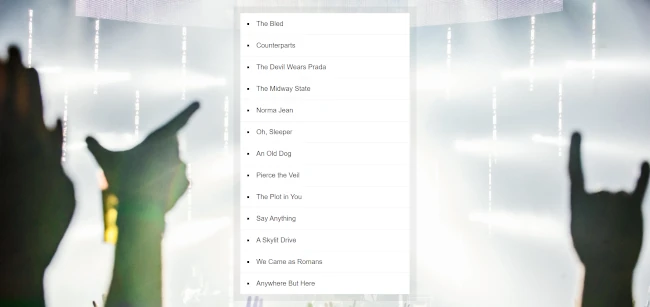 The Bled
Counterparts
The Devil Wears Prada
The Midway State
Norma Jean
Oh, Sleeper
An Old Dog
Pierce the Veil
The Plot in You
Say Anything
A Skylit Drive
We Came as Romans
Anywhere But Here